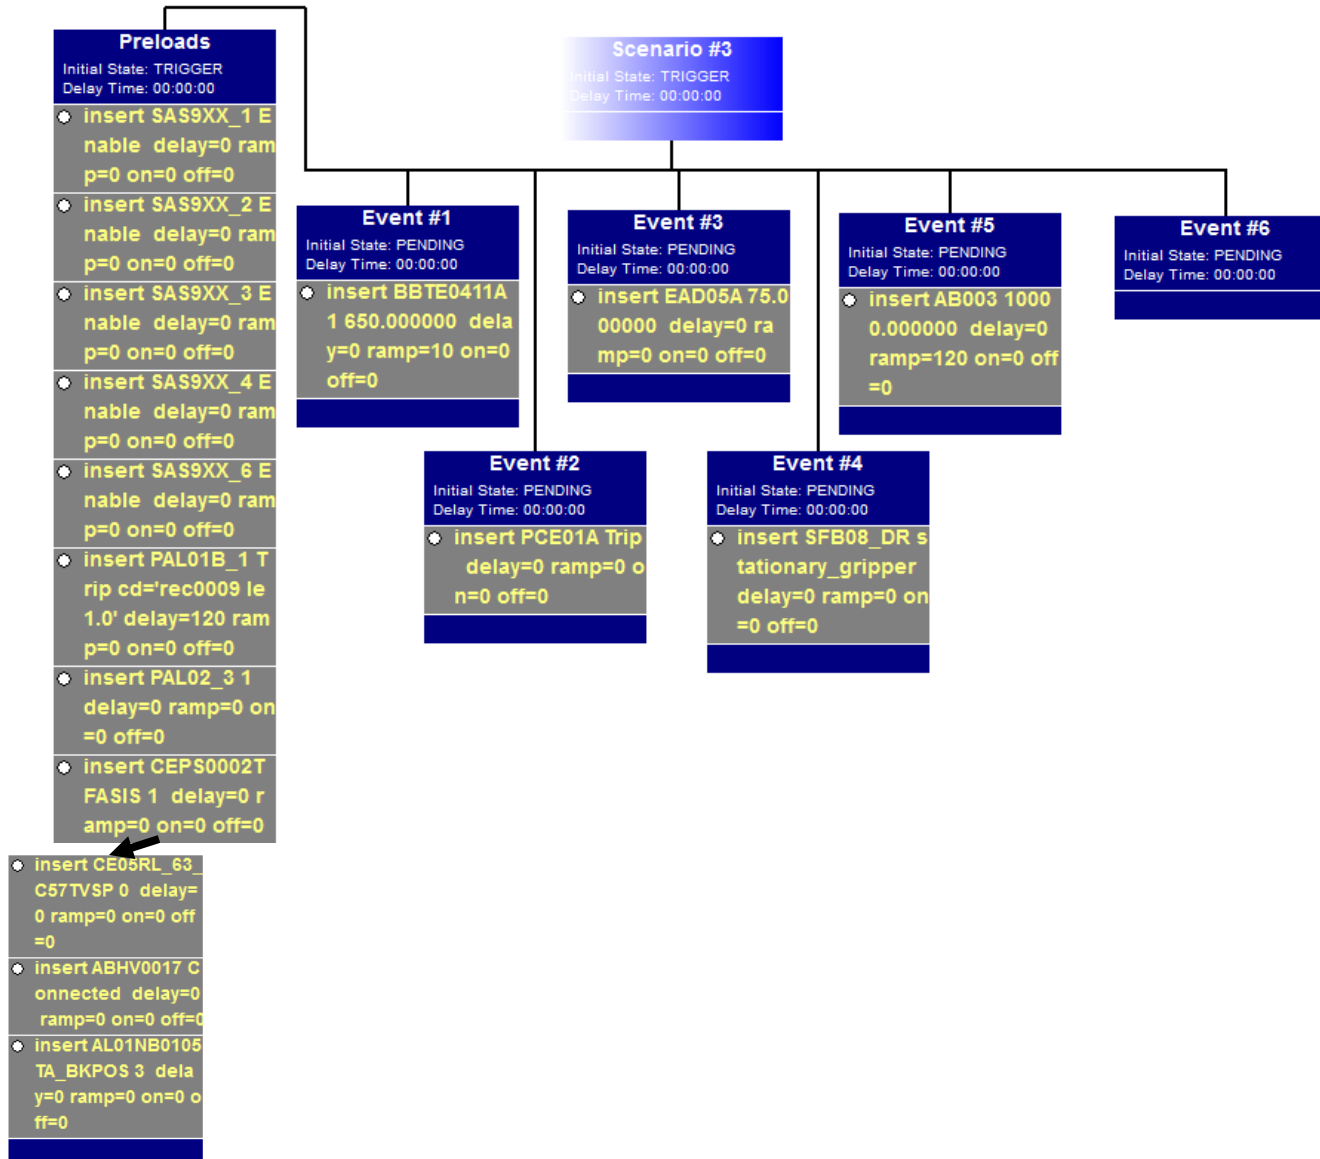 Preloads
Initial State: TRIGGER
Delay Time: 00:00:00
insert SAS9XX_1 E
nable delay=0 ram
p=0 on=0 off=0
insert SAS9XX_2 E
nable delay=0 ram
p=0 on=0 off=0
insert SAS9XX_3 E
nable delay=0 ram
p=0 on=0 off=0
insert SAS9XX_4 E
nable delay=0 ram
p=0 on=0 off=0
insert SAS9XX_6 E
nable delay=0 ram
p=0 on=0 off=0
insert PAL01B_1 T
rip cd='rec0009 le
1.0' delay=120 ram
p=0 on=0 off=0
insert PAL02_3 1
delay=0 ramp=0 on
=0 off=0
insert CEPS0002T
FASIS 1 delay=0 r
amp=0 on=0 off=0
insert CE05RL_63_
C57TVSP 0 delay=
0 ramp=0 on=0 off
=0
insert ABHV0017 C
onnected delay=0
ramp=0 on=0 off=0
insert AL01NB0105
TA_BKPOS 3 dela
y=0 ramp=0 on=0 o
ff=0
Scenario #3
Initial State: TRIGGER
Delay Time: 00:00:00
Event #1
Initial State: PENDING
Delay Time: 00:00:00
insert BBTE0411A
1 650.000000 dela
y=0 ramp=10 on=0
off=0
Event #2
Initial State: PENDING
Delay Time: 00:00:00
insert PCE01A Trip
delay=0 ramp=0 o
n=0 off=0
Event #3
Initial State: PENDING
Delay Time: 00:00:00
insert EAD05A 75.0
00000 delay=0 ra
mp=0 on=0 off=0
Event #4
Initial State: PENDING
Delay Time: 00:00:00
insert SFB08_DR s
tationary_gripper
delay=0 ramp=0 on
=0 off=0
Event #5
Initial State: PENDING
Delay Time: 00:00:00
insert AB003 1000
0.000000 delay=0
ramp=120 on=0 off
=0
Event #6
Initial State: PENDING
Delay Time: 00:00:00